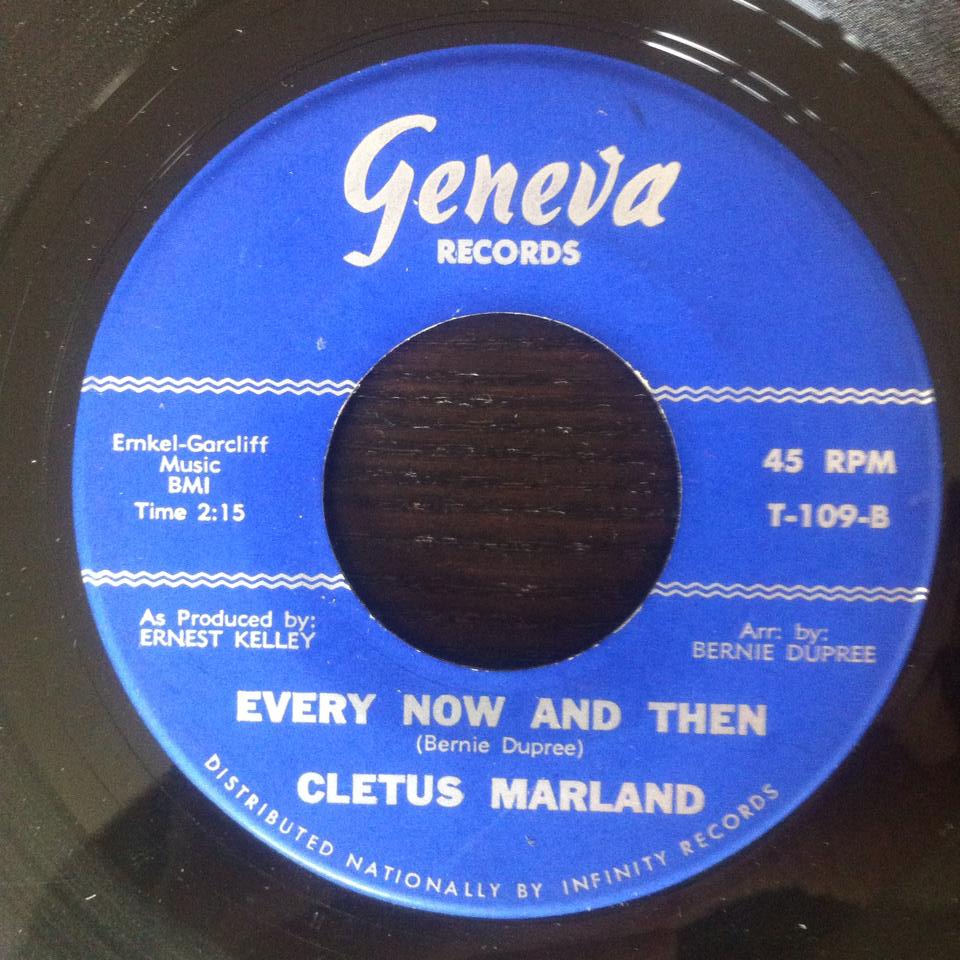 Geneva
RECORDS
Emkel-Garcliff
Music
BMI
Time 2:15
45 RPM
T-109-B
As Produced by:
ERNEST KELLEY
Arr: by:
BERNIE DUPREE
EVERY NOW AND THEN
(Bernie Dupree)
CLETUS MARLAND
DISTRIBUTED NATIONALLY BY INFINITY RECORDS